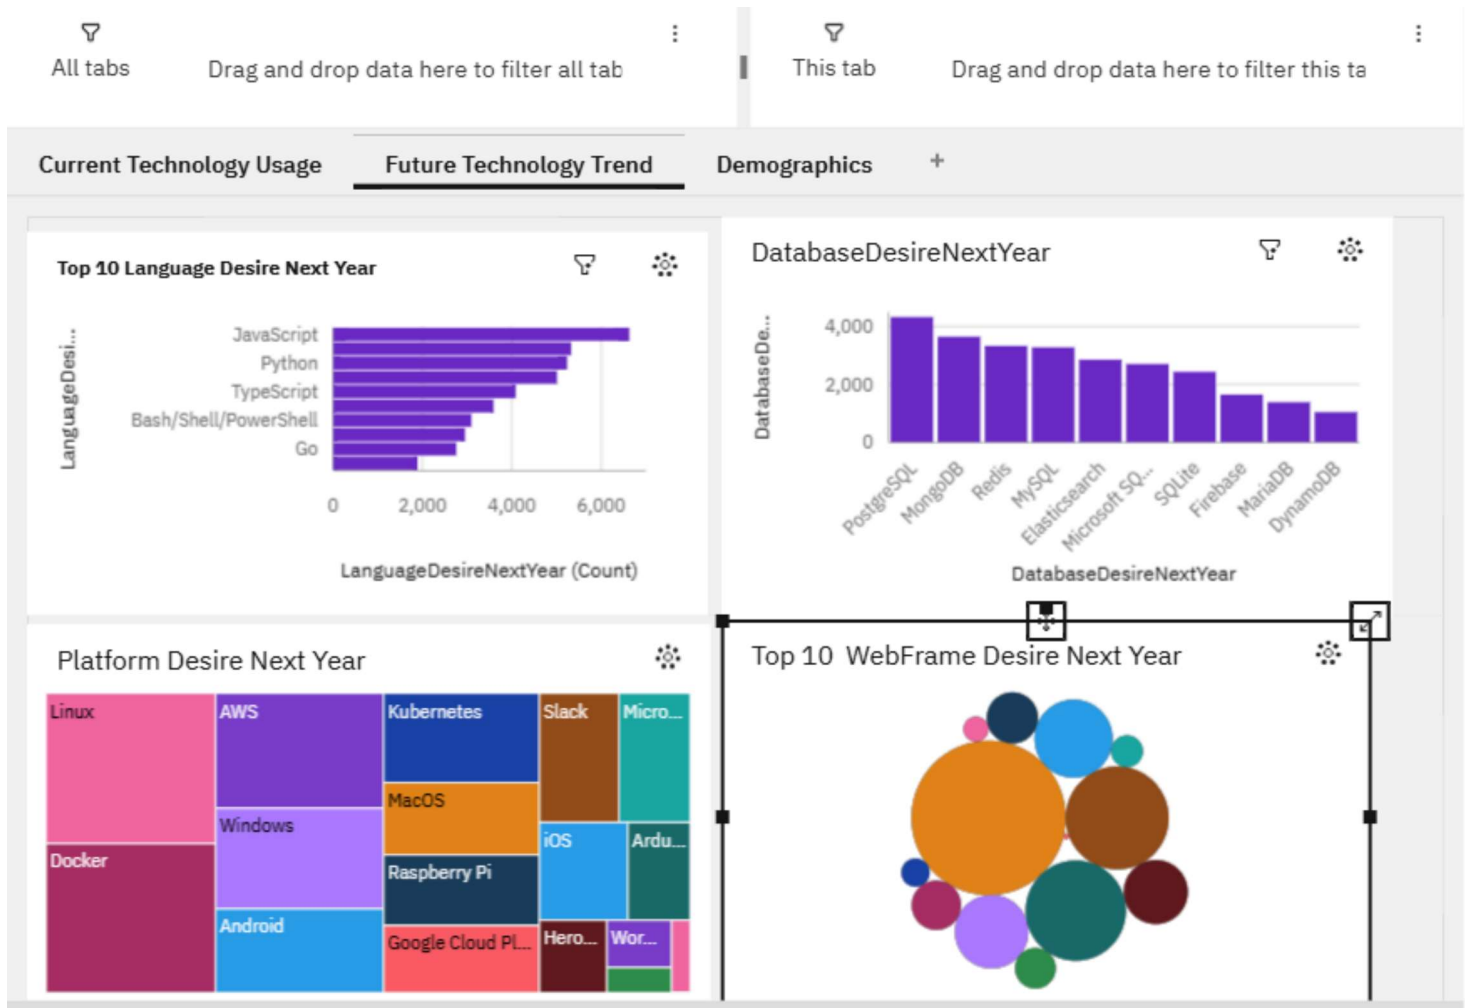 All tabs
Drag and drop data here to filter all tab
This tab
Drag and drop data here to filter this ta
Current Technology Usage
Future Technology Trend
Demographics
+
Top 10 Language Desire Next Year
LanguageDesi...
JavaScript
Python
TypeScript
Bash/Shell/PowerShell
Go
0 2,000 4,000 6,000
LanguageDesireNextYear (Count)
DatabaseDesireNextYear
DatabaseDe...
4,000
2,000
0
PostgreSQL
MongoDB
Redis
MySQL
Elasticsearch
Microsoft SQ...
SQLite
Firebase
MariaDB
DynamoDB
DatabaseDesireNextYear
Platform Desire Next Year
Linux
Docker
AWS
Windows
Android
Kubernetes
MacOS
Raspberry Pi
Google Cloud Pl...
Slack
Micro...
iOS
Ardu...
Hero...
Wor...
Top 10 WebFrame Desire Next Year